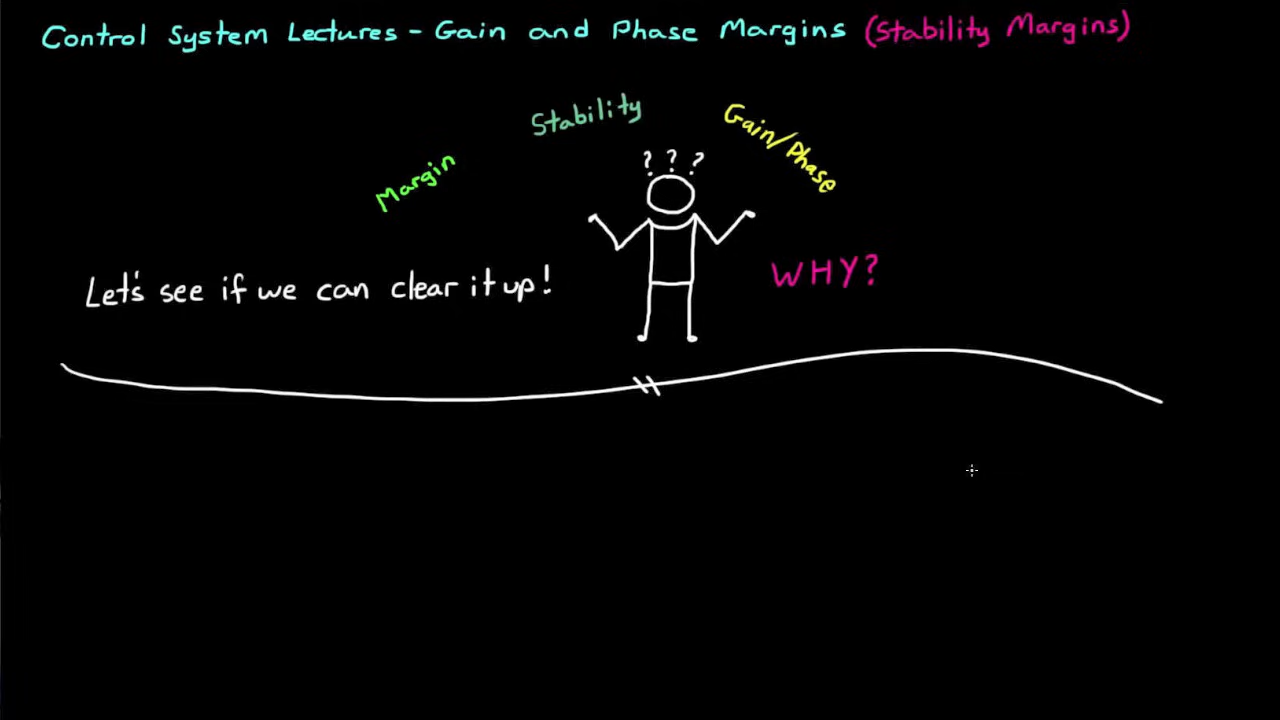 Control System Lectures - Gain and Phase Margins (Stability Margins)
Margin
Stability
Gain/Phase
? ? ?
Let's see if we can clear it up!
WHY?